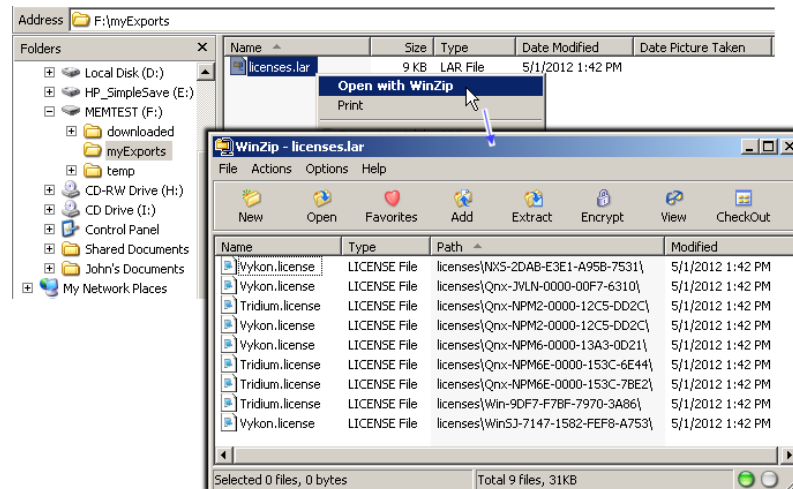 Address F:\myExports
Folders
Name Size Type Date Modified Date Picture Taken
Local Disk (D:)
HP_SimpleSave (E:)
MEMTEST (F:)
downloaded
myExports
temp
CD-RW Drive (H:)
CD Drive (I:)
Control Panel
Shared Documents
John's Documents
My Network Places
licenses.lar 9 KB LAR File 5/1/2012 1:42 PM
Open with WinZip
Print
WinZip - licenses.lar
File Actions Options Help
New Open Favorites Add Extract Encrypt View CheckOut
Name Type Path Modified
Vykon.license LICENSE File licenses\NXS-2DAB-E3E1-A95B-7531\ 5/1/2012 1:42 PM
Vykon.license LICENSE File licenses\Qnx-JVLN-0000-00F7-6310\ 5/1/2012 1:42 PM
Tridium.license LICENSE File licenses\Qnx-NPM2-0000-12C5-DD2C\ 5/1/2012 1:42 PM
Vykon.license LICENSE File licenses\Qnx-NPM2-0000-12C5-DD2C\ 5/1/2012 1:42 PM
Vykon.license LICENSE File licenses\Qnx-NPM6-0000-13A3-0D21\ 5/1/2012 1:42 PM
Tridium.license LICENSE File licenses\Qnx-NPM6E-0000-153C-6E44\ 5/1/2012 1:42 PM
Tridium.license LICENSE File licenses\Qnx-NPM6E-0000-153C-7BE2\ 5/1/2012 1:42 PM
Tridium.license LICENSE File licenses\Win-9DF7-F7BF-7970-3A86\ 5/1/2012 1:42 PM
Vykon.license LICENSE File licenses\WinSJ-7147-1582-FEF8-A753\ 5/1/2012 1:42 PM
Selected 0 files, 0 bytes Total 9 files, 31KB